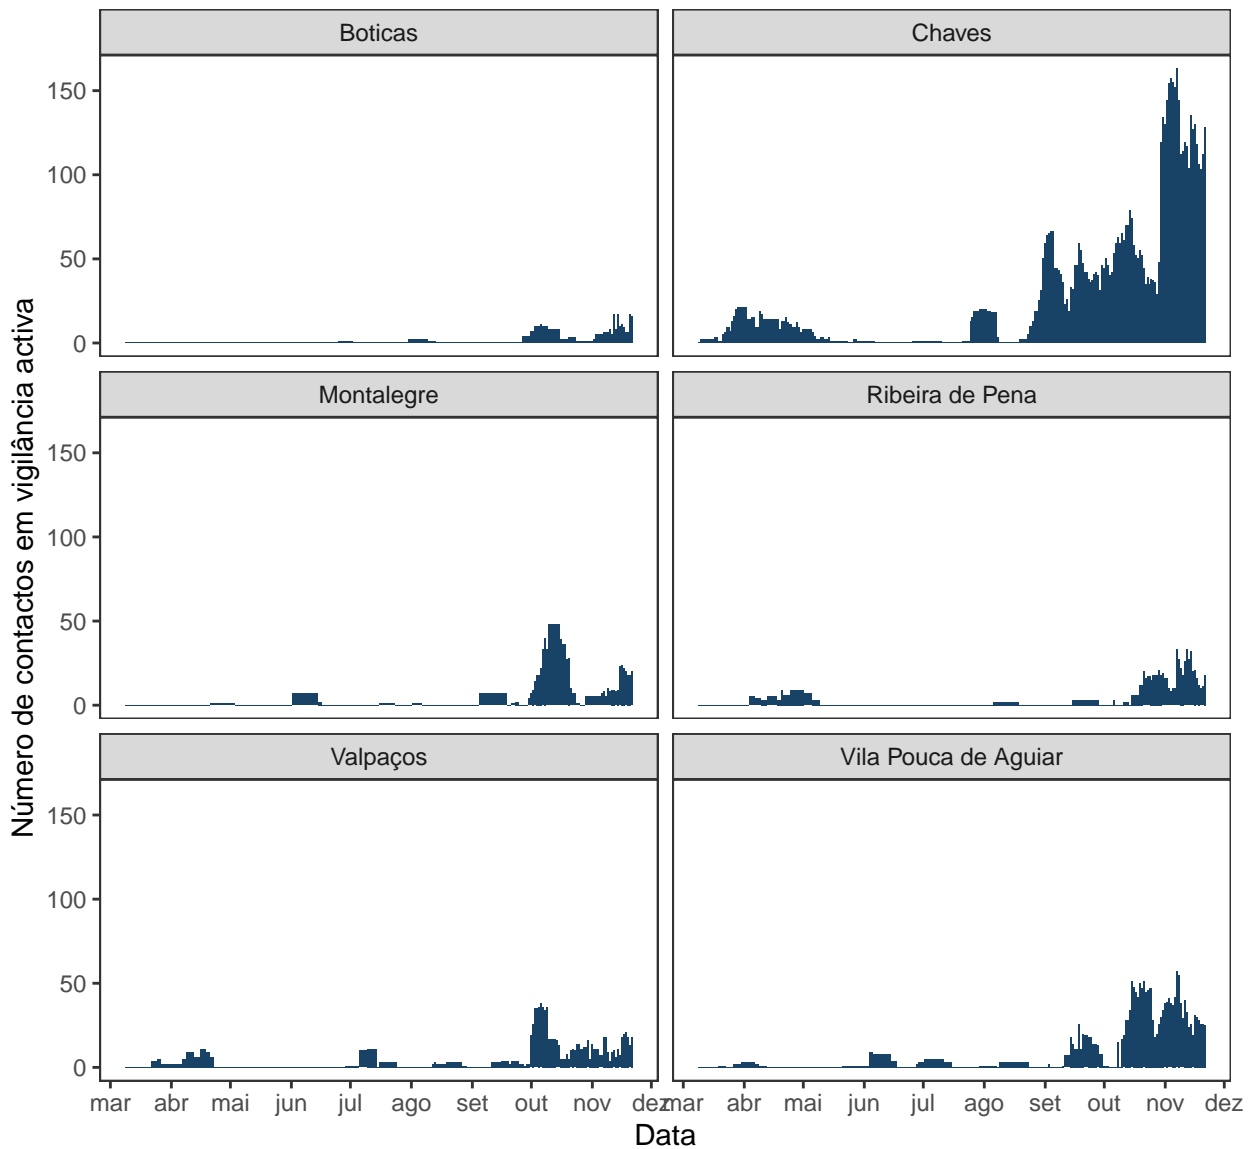 Boticas
Chaves
150
100
50
0
Montalegre
Ribeira de Pena
150
100
50
0
Valpaços
Vila Pouca de Aguiar
150
100
50
0
mar abr mai jun jul ago set out nov dez
mar abr mai jun jul ago set out nov dez
Data
Número de contactos em vigilância activa